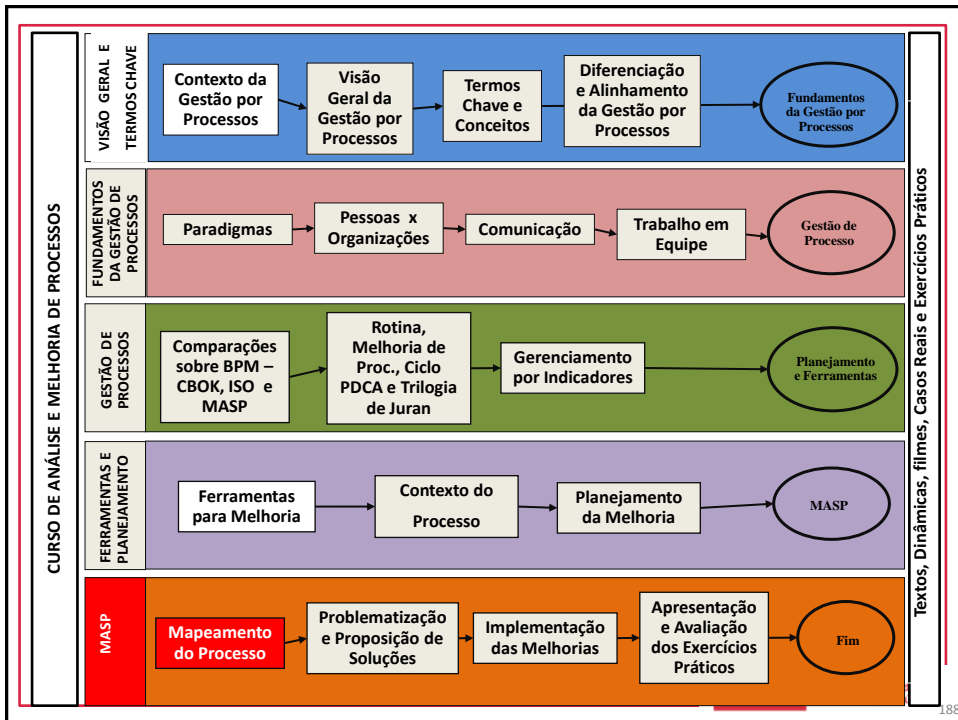 CURSO DE ANÁLISE E MELHORIA DE PROCESSOS
VISÃO GERAL E
TERMOS CHAVE
Contexto da
Gestão por
Processos
Visão
Geral da
Gestão por
Processos
Termos
Chave e
Conceitos
Diferenciação
e Alinhamento
da Gestão por
Processos
Fundamentos
da Gestão por
Processos
FUNDAMENTOS
DA GESTÃO DE
PROCESSOS
Paradigmas
Pessoas x
Organizações
Comunicação
Trabalho em
Equipe
Gestão de
Processo
GESTÃO DE
PROCESSOS
Comparações
sobre BPM –
CBOK, ISO e
MASP
Rotina,
Melhoria de
Proc., Ciclo
PDCA e Trilogia
de Juran
Gerenciamento
por Indicadores
Planejamento
e Ferramentas
FERRAMENTAS E
PLANEJAMENTO
Ferramentas
para Melhoria
Contexto do
Processo
Planejamento
da Melhoria
MASP
MASP
Mapeamento
do Processo
Problematização
e Proposição de
Soluções
Implementação
das Melhorias
Apresentação
e Avaliação
dos Exercícios
Práticos
Fim
Textos, Dinâmicas, filmes, Casos Reais e Exercícios Práticos
188